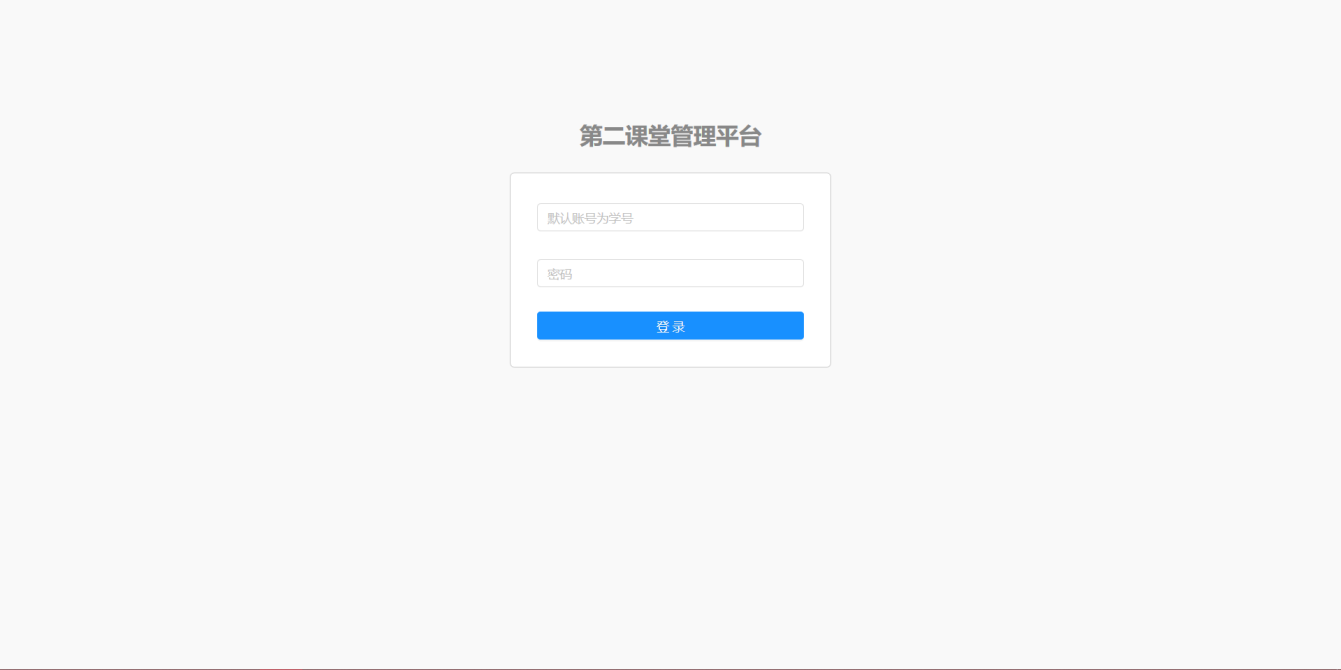 第二课堂管理平台
默认账号为学号
密码
登 录